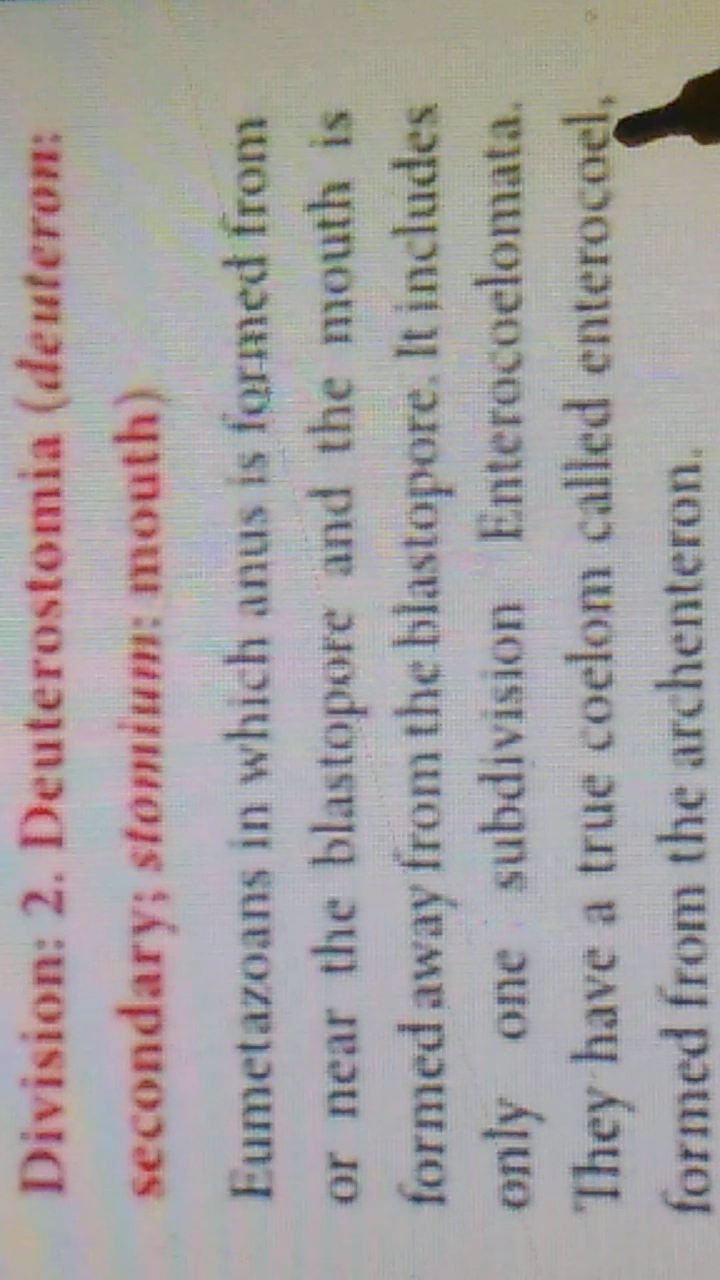 Division: 2. Deuterostomia (deuteron:
secondary; stomium: mouth)
Eumetazoans in which anus is formed from
or near the blastopore and the mouth is
formed away from the blastopore. It includes
only one subdivision Enterocoelomata.
They have a true coelom called enterocoel,
formed from the archenteron.